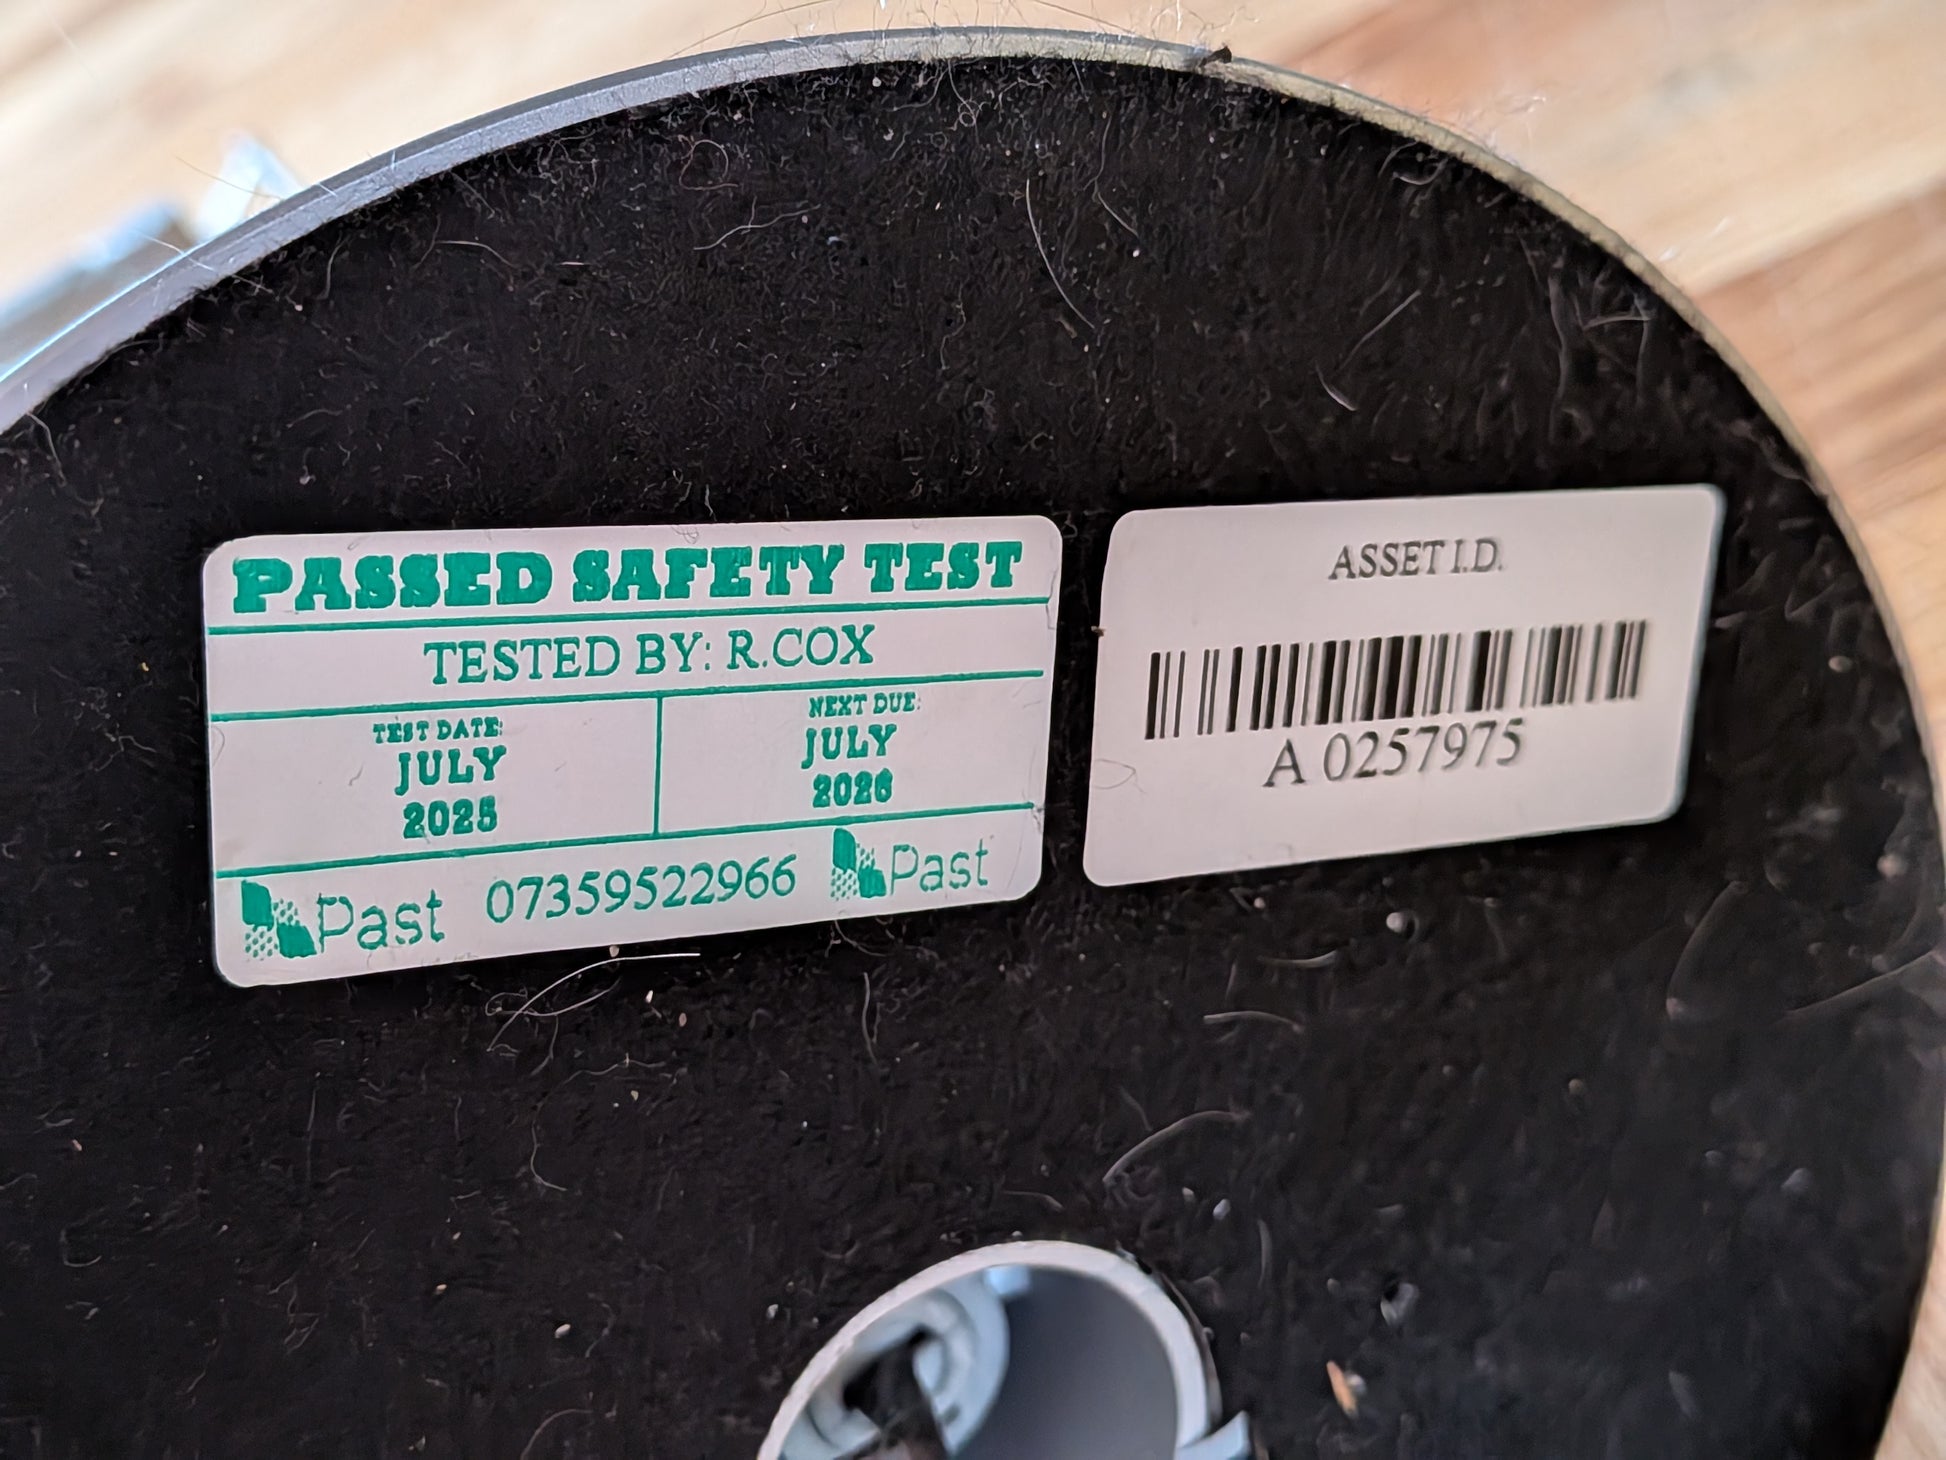 PASSED SAFETY TEST
TESTED BY: R.COX
TEST DATE:
JULY
2025
NEXT DUE:
JULY
2026
Past 07359522966 Past
ASSET I.D.
A 0257975